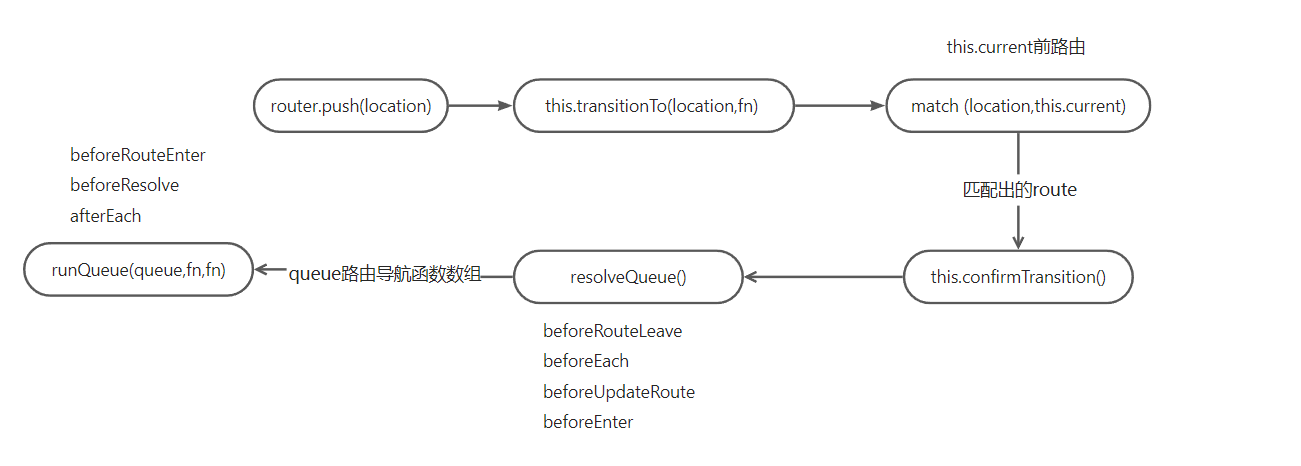 this.current前路由
router.push(location)
this.transitionTo(location,fn)
match (location,this.current)
匹配出的route
this.confirmTransition()
resolveQueue()
beforeRouteLeave
beforeEach
beforeUpdateRoute
beforeEnter
queue路由导航函数数组
beforeRouteEnter
beforeResolve
afterEach
runQueue(queue,fn,fn)